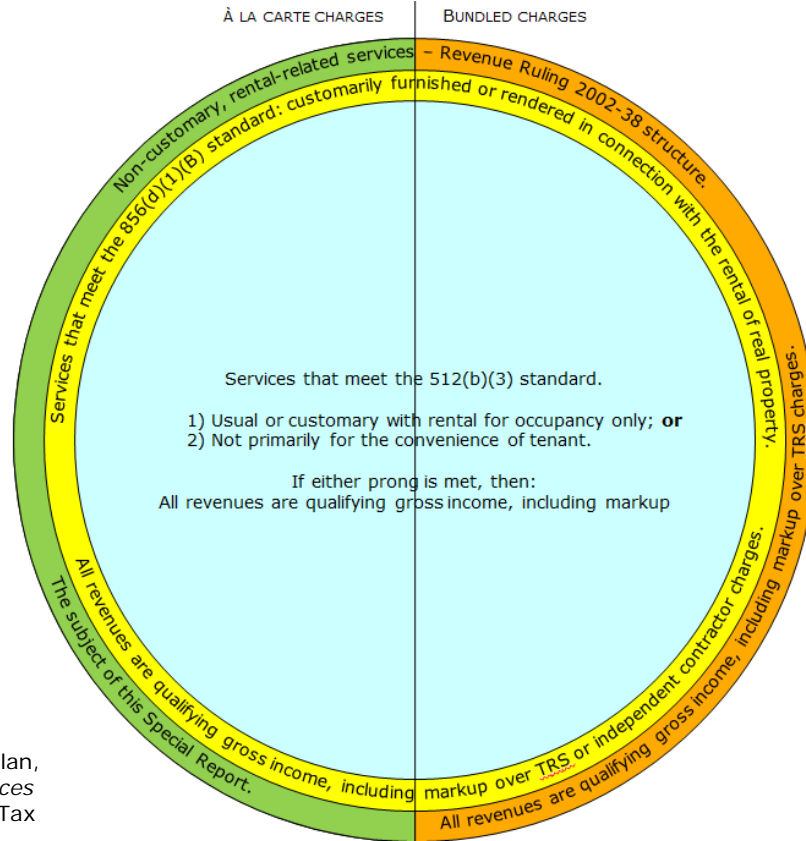 À LA CARTE CHARGES
BUNDLED CHARGES
Non-customary, rental-related services – Revenue Ruling 2002-38 structure.
Services that meet the 856(d)(1)(B) standard: customarily furnished or rendered in connection with the rental of real property.
Services that meet the 512(b)(3) standard.
1) Usual or customary with rental for occupancy only; or
2) Not primarily for the convenience of tenant.
If either prong is met, then:
All revenues are qualifying gross income, including markup
All revenues are qualifying gross income, including markup over TRS or independent contractor charges.
The subject of this Special Report.
All revenues are qualifying gross income, including markup over TRS charges.
lan,
ces
Tax